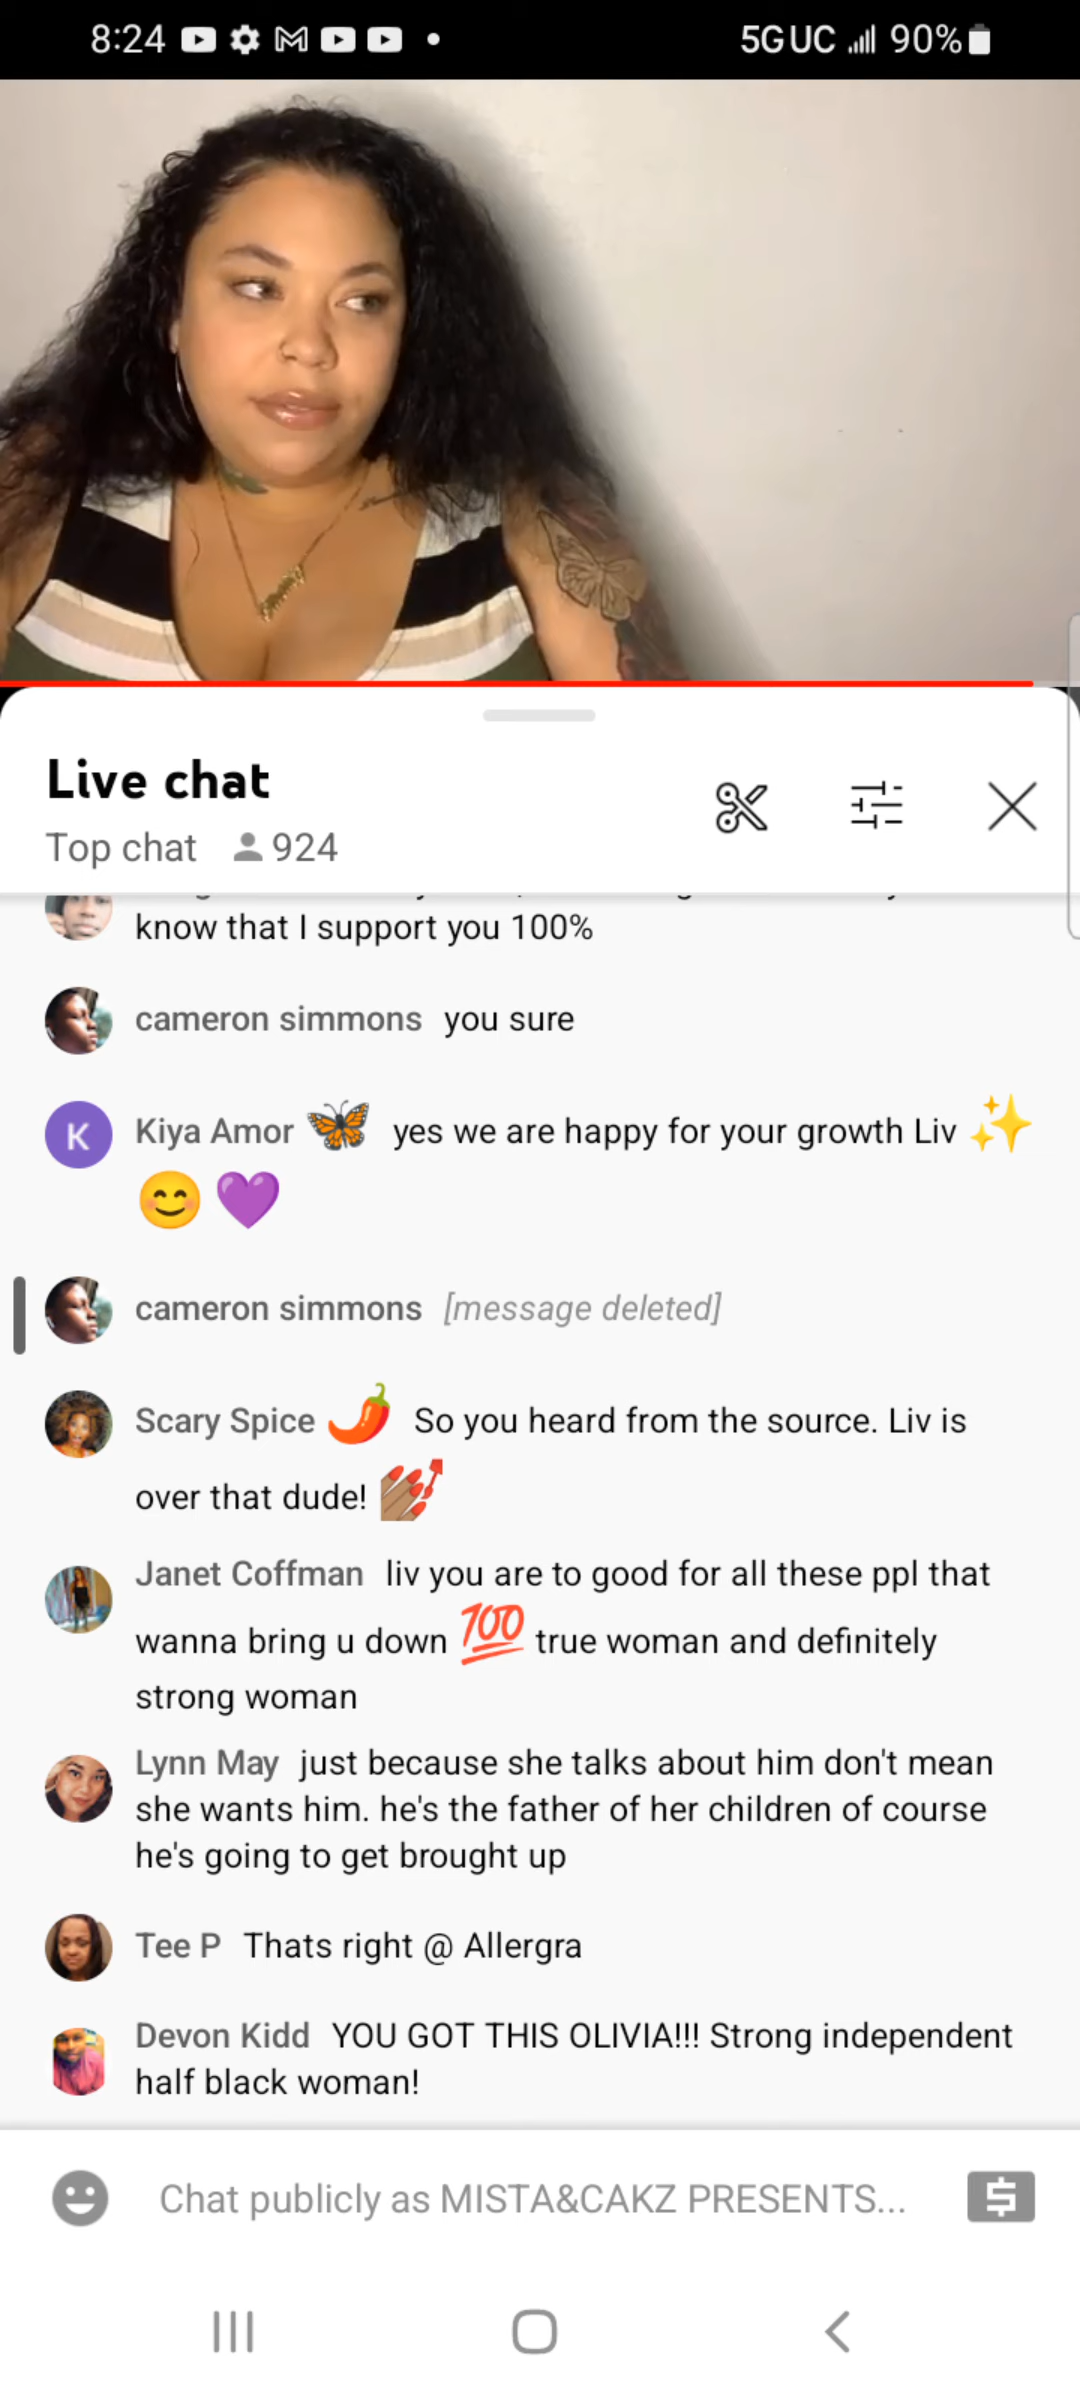 8:24
5G UC 90%
Live chat
Top chat 924
know that I support you 100%
cameron simmons you sure
Kiya Amor 🦋 yes we are happy for your growth Liv ✨
😊 💜
cameron simmons [message deleted]
Scary Spice 🌶️ So you heard from the source. Liv is
over that dude! 💅🏽
Janet Coffman liv you are to good for all these ppl that
wanna bring u down 💯 true woman and definitely
strong woman
Lynn May just because she talks about him don't mean
she wants him. he's the father of her children of course
he's going to get brought up
Tee P Thats right @ Allergra
Devon Kidd YOU GOT THIS OLIVIA!!! Strong independent
half black woman!
Chat publicly as MISTA&CAKZ PRESENTS...